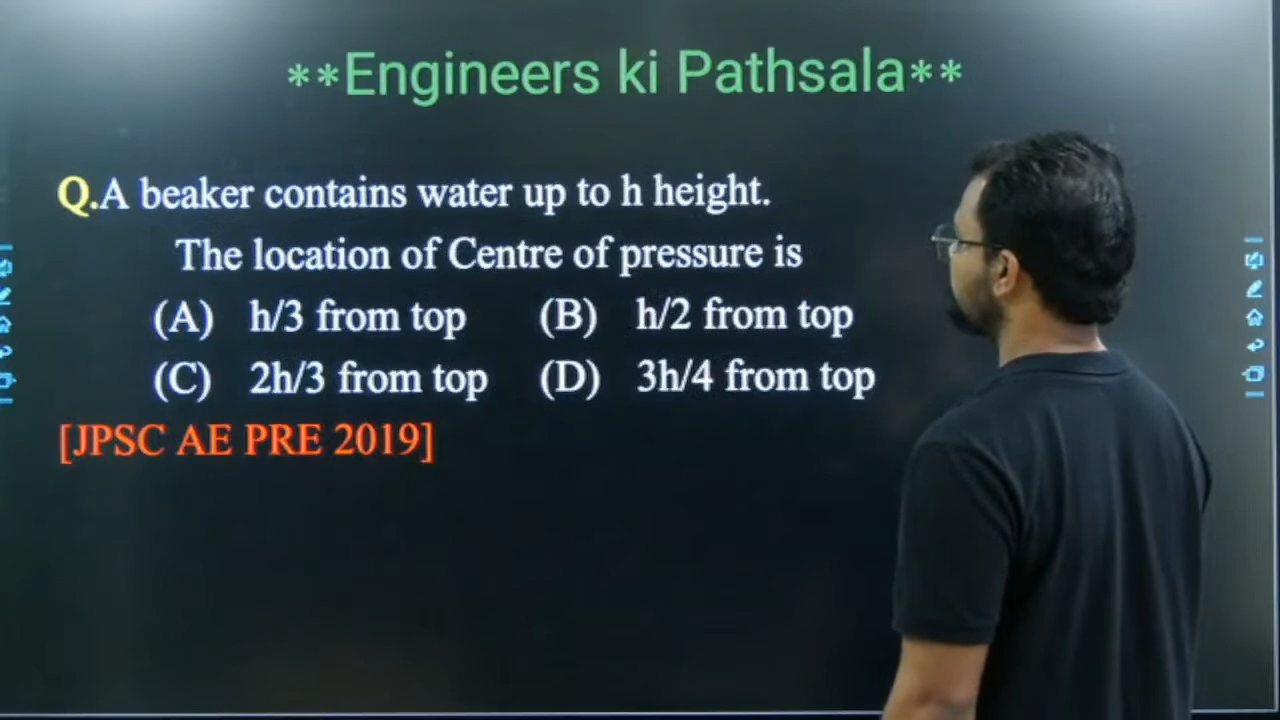 **Engineers ki Pathsala**
Q.A beaker contains water up to h height.
The location of Centre of pressure is
(A) h/3 from top (B) h/2 from top
(C) 2h/3 from top (D) 3h/4 from top
[JPSC AE PRE 2019]